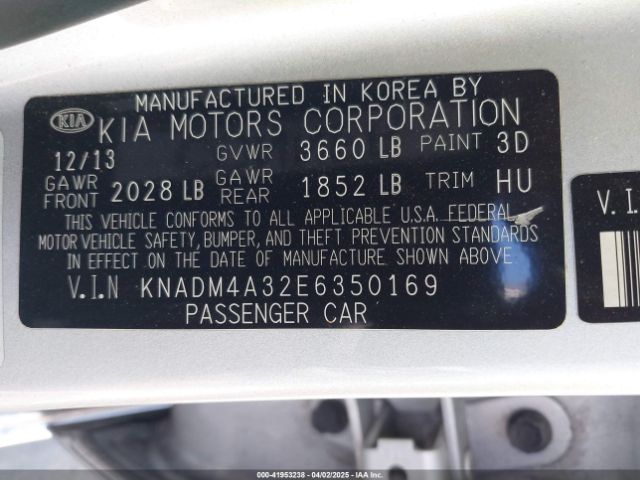 MANUFACTURED IN KOREA BY
KIA KIA MOTORS CORPORATION
12/13 GVWR 3660 LB PAINT 3D
GAWR FRONT 2028 LB GAWR REAR 1852 LB TRIM HU
THIS VEHICLE CONFORMS TO ALL APPLICABLE U.S.A. FEDERAL
MOTOR VEHICLE SAFETY, BUMPER, AND THEFT PREVENTION STANDARDS
IN EFFECT ON THE DATE OF MANUFACTURE SHOWN ABOVE
V.I.N KNADM4A32E6350169
PASSENGER CAR
V. I.
000-41953238 - 04/02/2025 - IAA